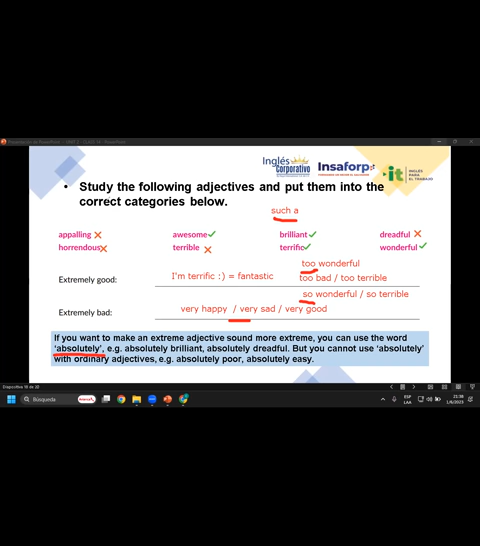 Inglés
Corporativo
Insaforp
it
INGLÉS
PARA
EL TRABAJO
• Study the following adjectives and put them into the
correct categories below.
such a
appalling awesome brilliant dreadful
horrendous terrible terrific wonderful
too wonderful
Extremely good: I'm terrific :) = fantastic too bad / too terrible
so wonderful / so terrible
Extremely bad: very happy / very sad / very good
If you want to make an extreme adjective sound more extreme, you can use the word
'absolutely', e.g. absolutely brilliant, absolutely dreadful. But you cannot use 'absolutely'
with ordinary adjectives, e.g. absolutely poor, absolutely easy.
Búsqueda
ESP
LAA